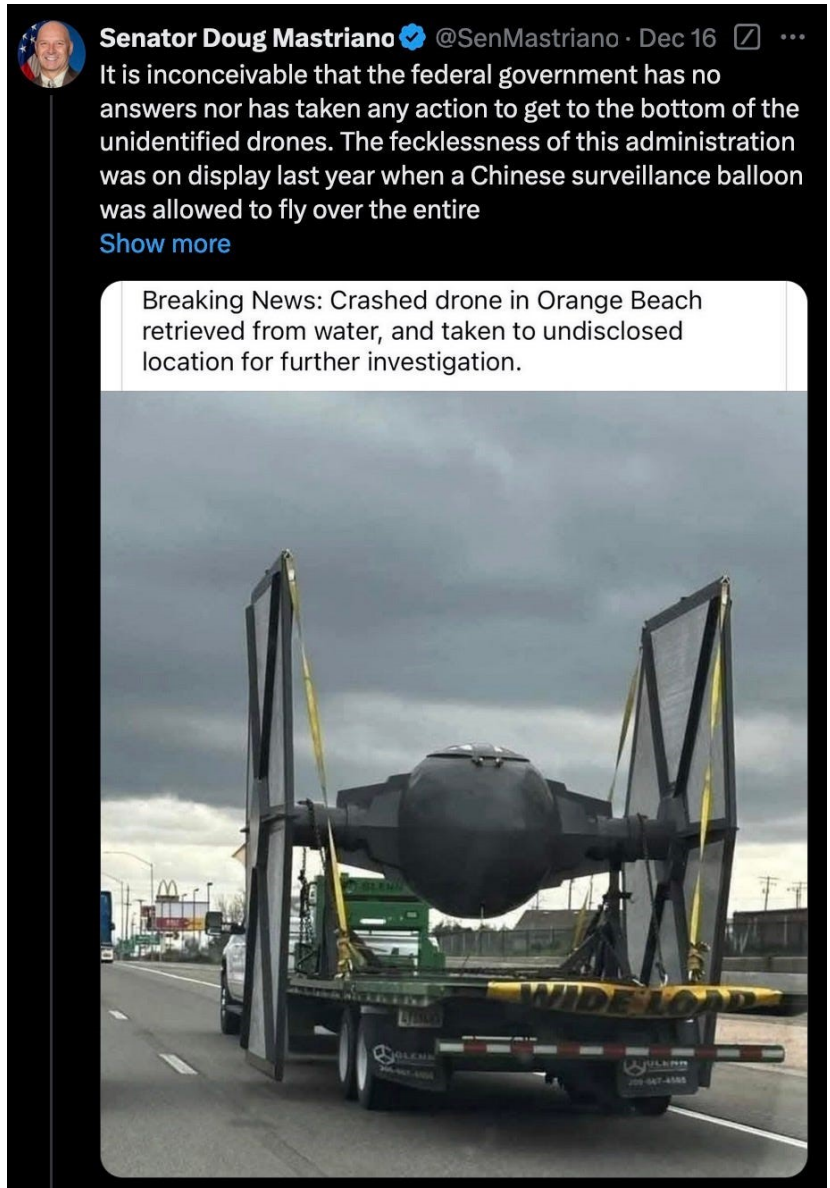 Senator Doug Mastriano @SenMastriano · Dec 16
It is inconceivable that the federal government has no
answers nor has taken any action to get to the bottom of the
unidentified drones. The fecklessness of this administration
was on display last year when a Chinese surveillance balloon
was allowed to fly over the entire
Show more
Breaking News: Crashed drone in Orange Beach
retrieved from water, and taken to undisclosed
location for further investigation.
GLENN
WIDE LOAD
GLENN
GLENN